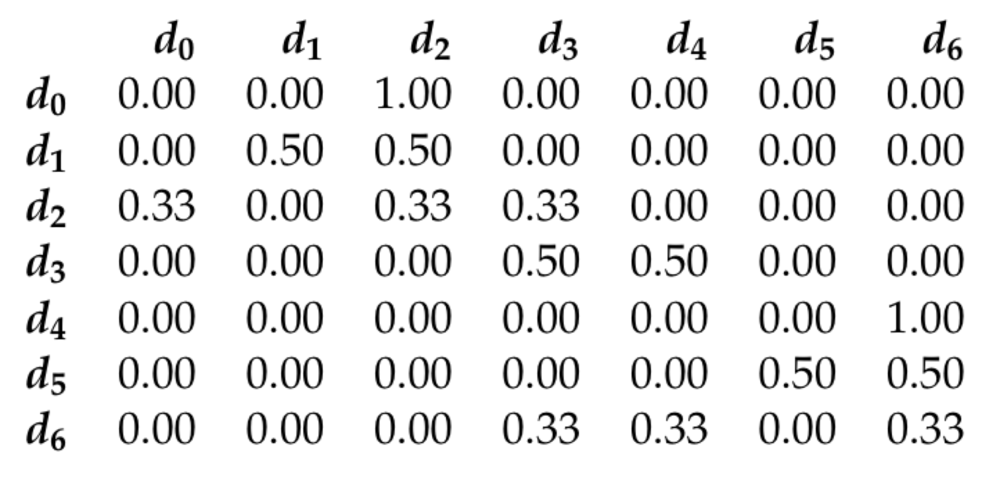 d0 d1 d2 d3 d4 d5 d6
d0 0.00 0.00 1.00 0.00 0.00 0.00 0.00
d1 0.00 0.50 0.50 0.00 0.00 0.00 0.00
d2 0.33 0.00 0.33 0.33 0.00 0.00 0.00
d3 0.00 0.00 0.00 0.50 0.50 0.00 0.00
d4 0.00 0.00 0.00 0.00 0.00 0.00 1.00
d5 0.00 0.00 0.00 0.00 0.00 0.50 0.50
d6 0.00 0.00 0.00 0.33 0.33 0.00 0.33